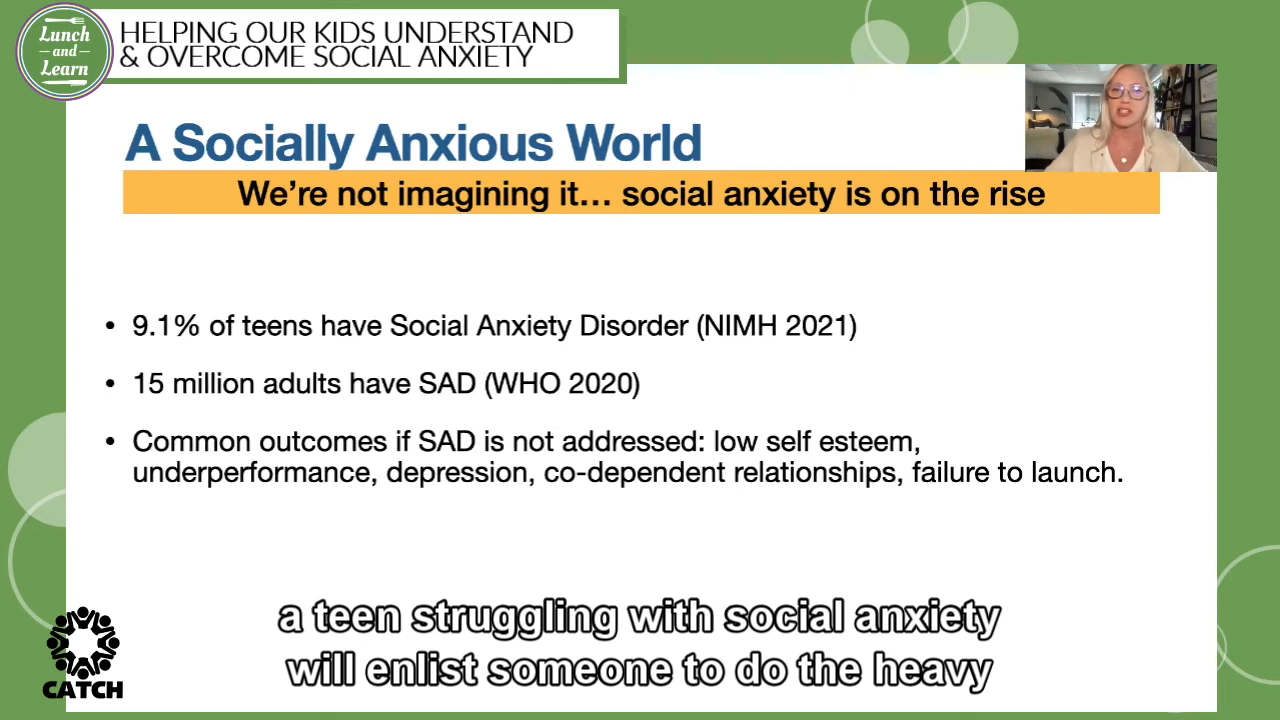 Lunch
and
Learn
HELPING OUR KIDS UNDERSTAND
& OVERCOME SOCIAL ANXIETY
A Socially Anxious World
We’re not imagining it… social anxiety is on the rise
• 9.1% of teens have Social Anxiety Disorder (NIMH 2021)
• 15 million adults have SAD (WHO 2020)
• Common outcomes if SAD is not addressed: low self esteem,
underperformance, depression, co-dependent relationships, failure to launch.
a teen struggling with social anxiety
will enlist someone to do the heavy
CATCH